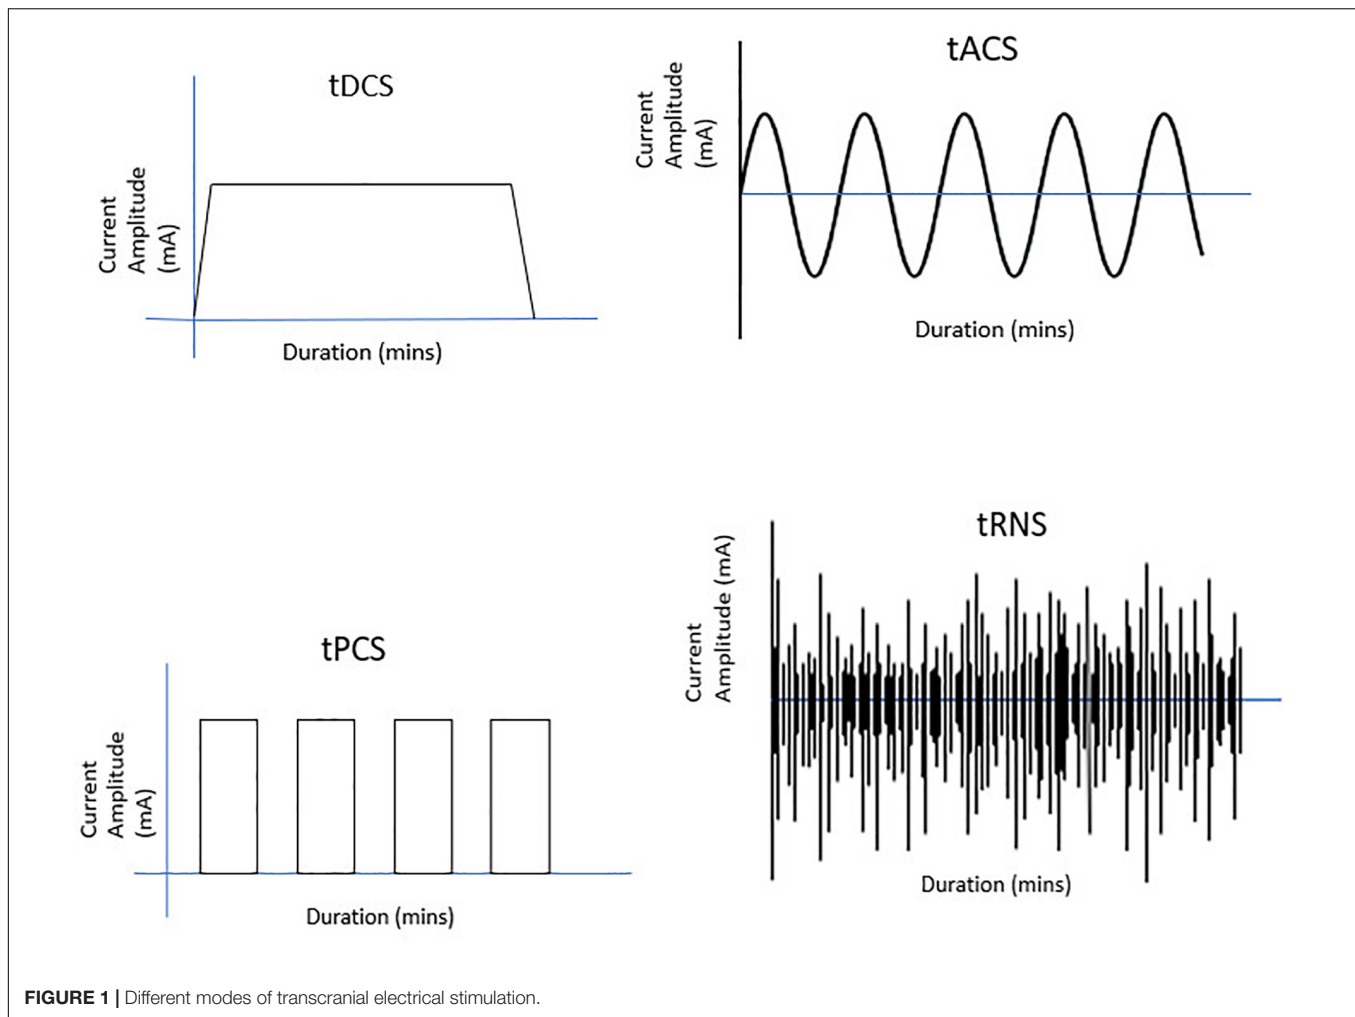 tDCS
Current
Amplitude
(mA)
Duration (mins)
tACS
Current
Amplitude
(mA)
Duration (mins)
tPCS
Current
Amplitude
(mA)
Duration (mins)
tRNS
Current
Amplitude (mA)
Duration (mins)
FIGURE 1 | Different modes of transcranial electrical stimulation.